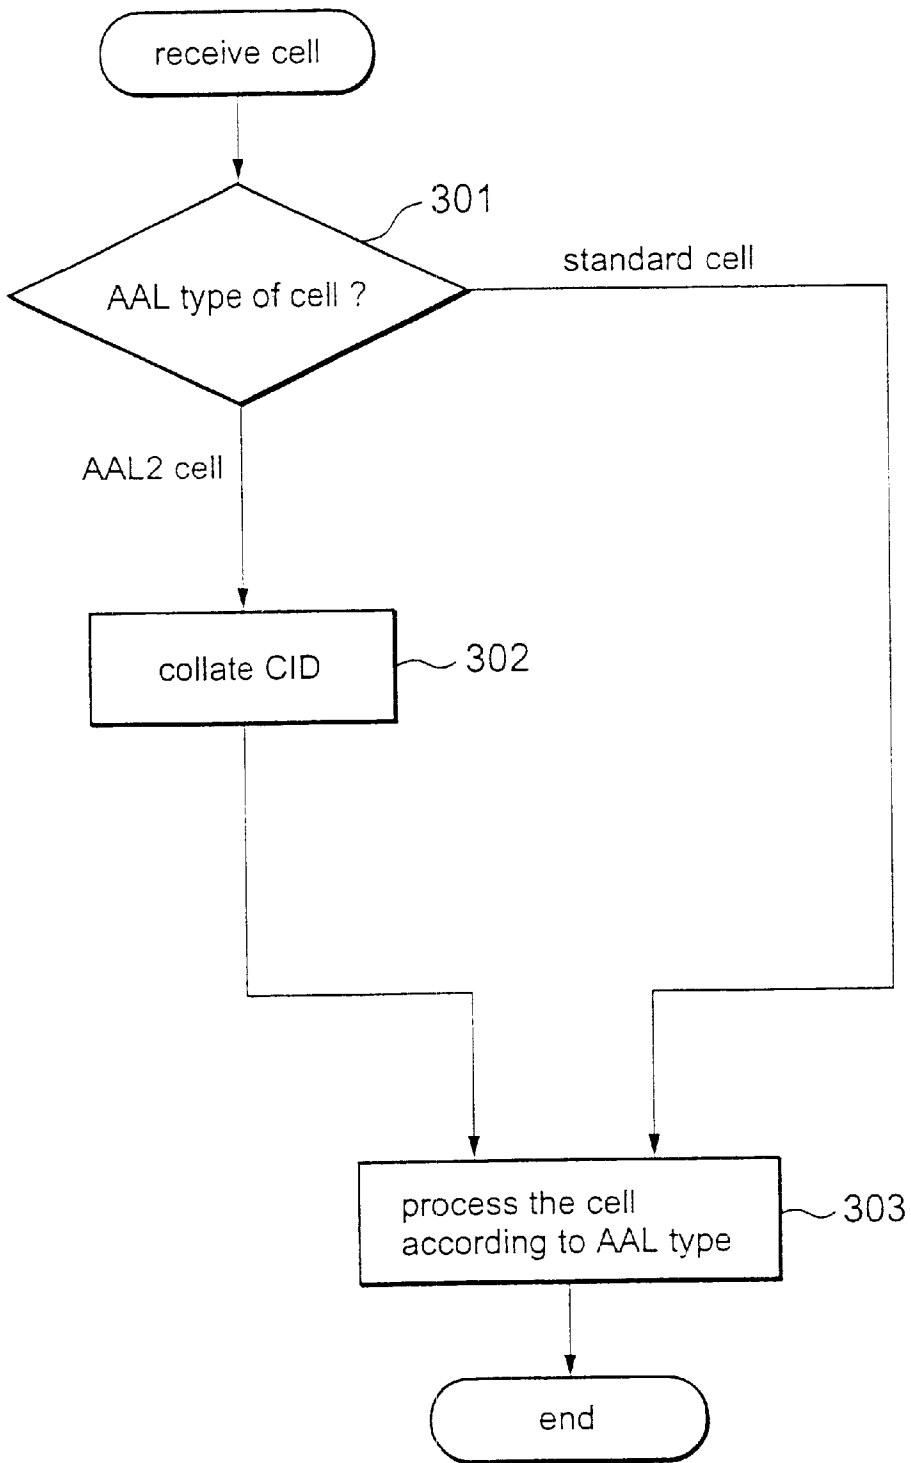 receive cell
301
standard cell
AAL type of cell ?
AAL2 cell
collate CID
302
process the cell
according to AAL type
303
end